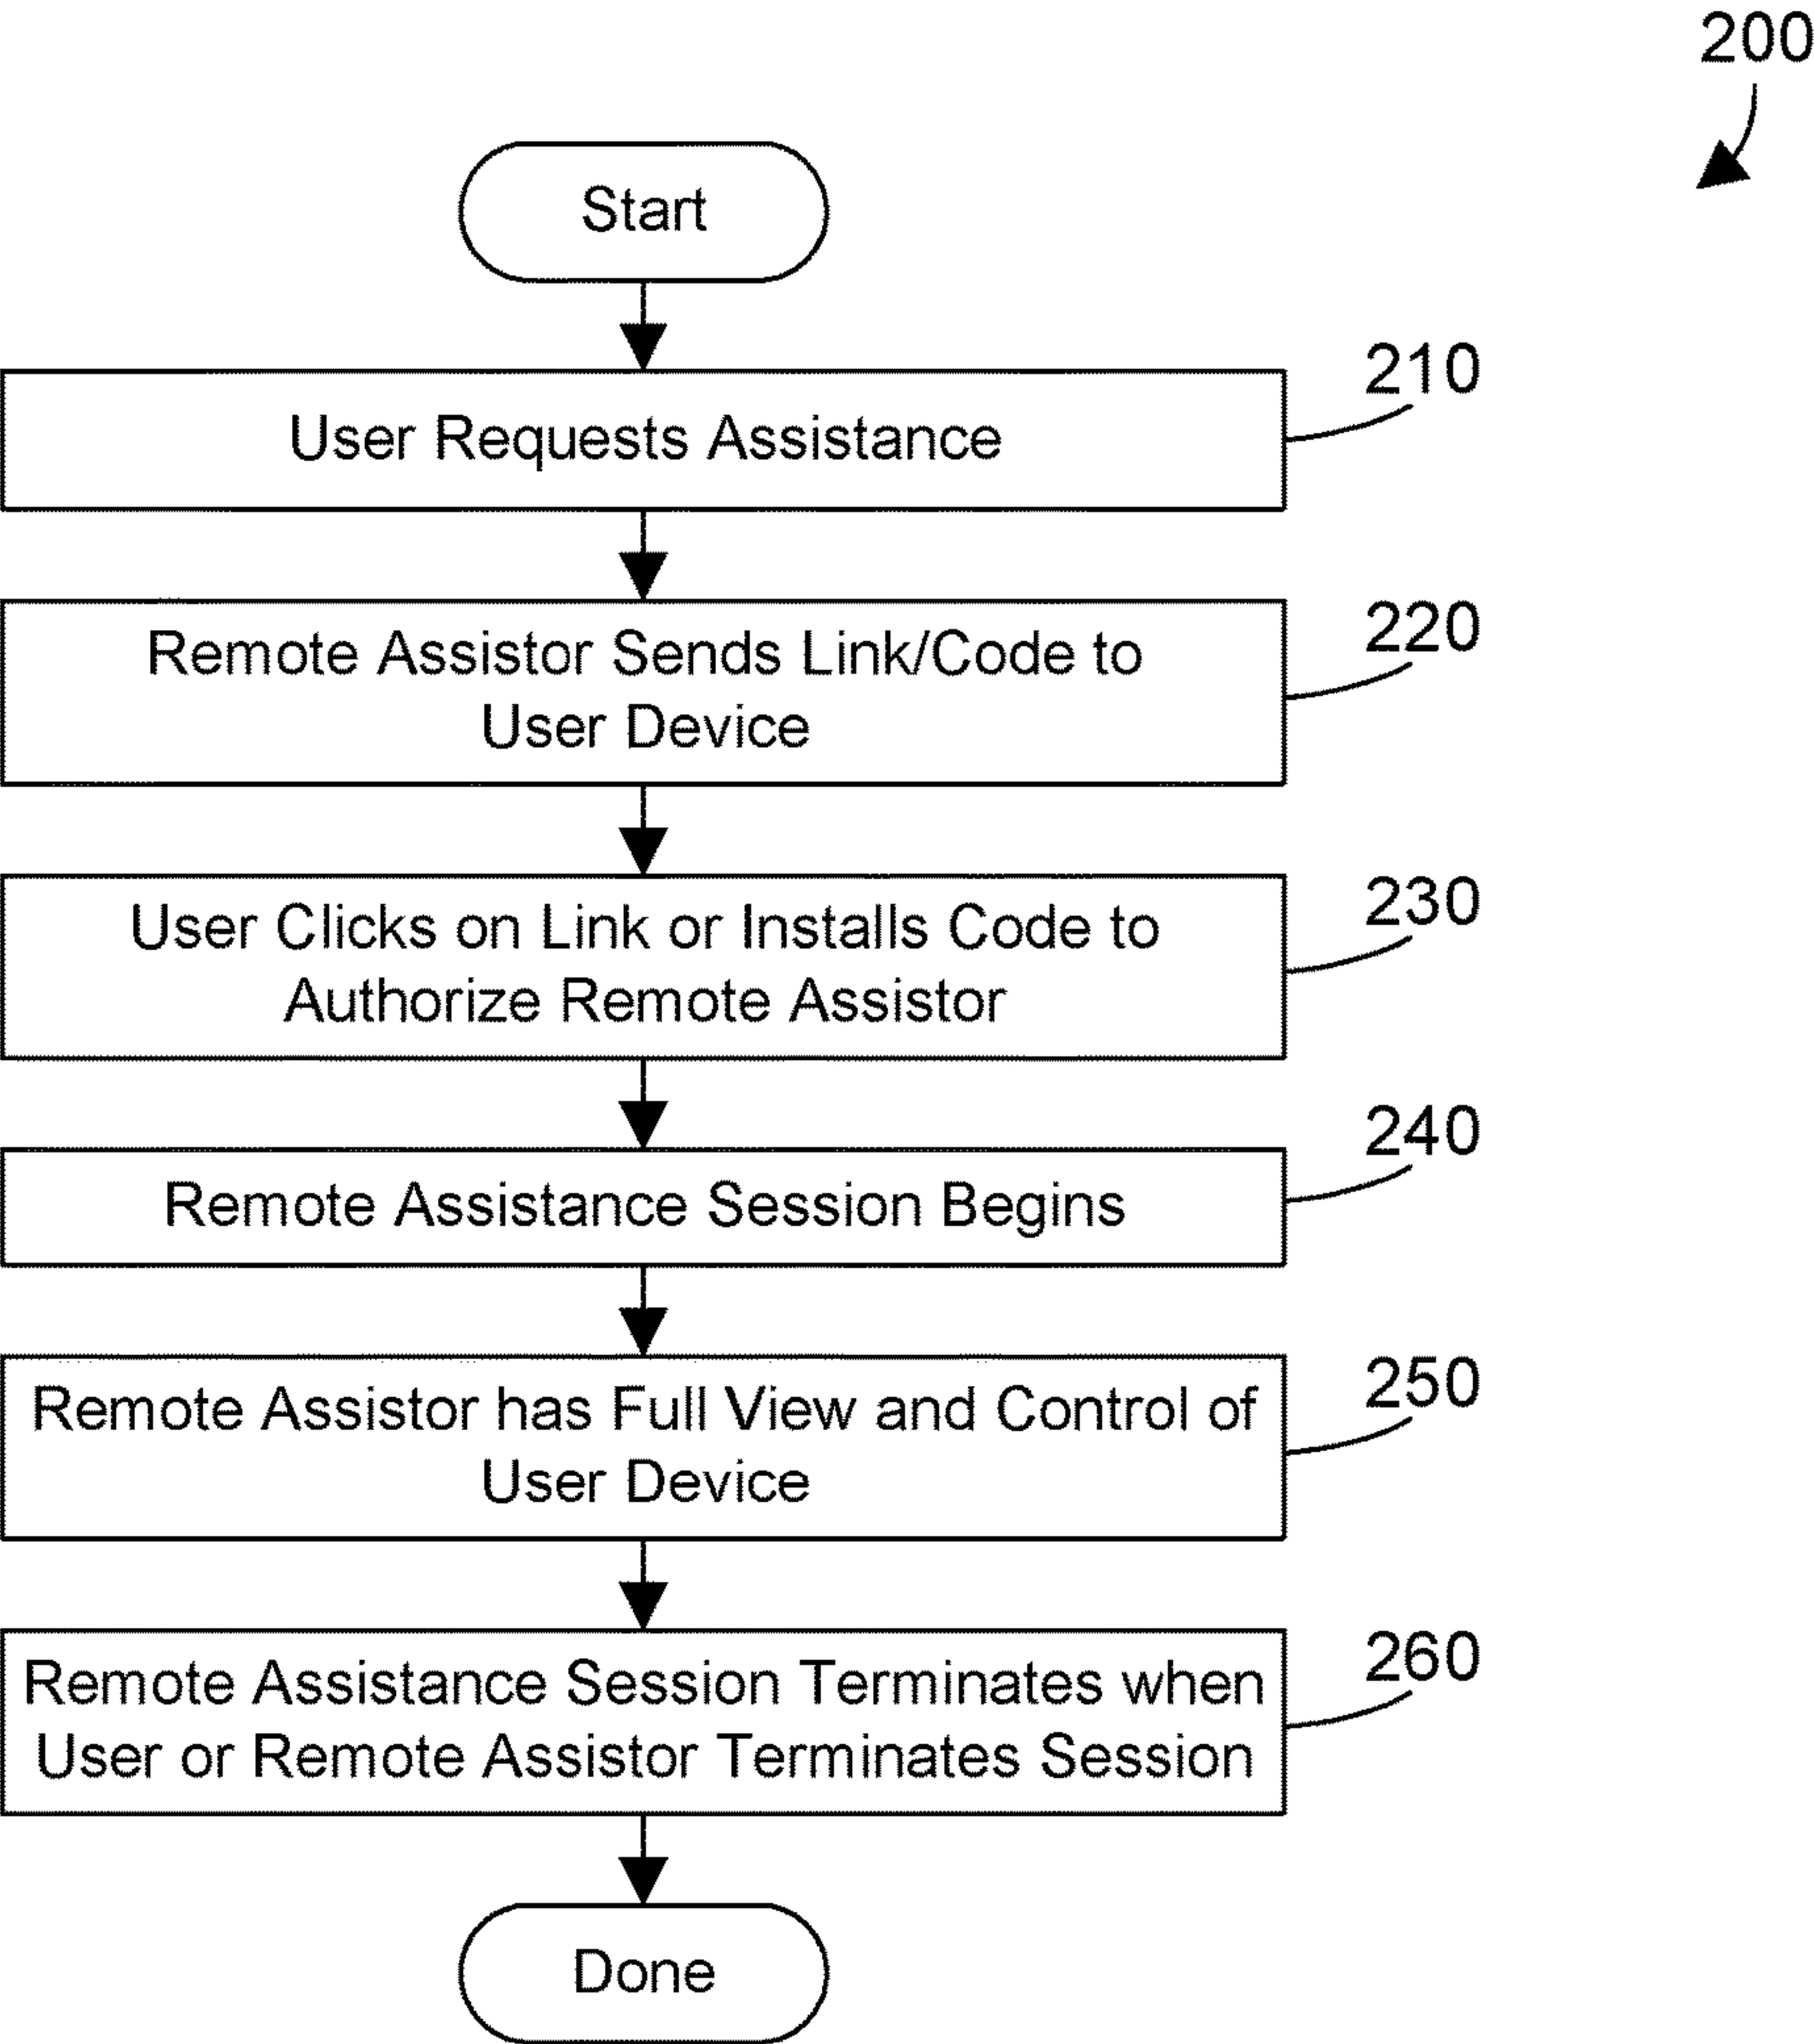 200
Start
210
User Requests Assistance
220
Remote Assistor Sends Link/Code to
User Device
230
User Clicks on Link or Installs Code to
Authorize Remote Assistor
240
Remote Assistance Session Begins
250
Remote Assistor has Full View and Control of
User Device
260
Remote Assistance Session Terminates when
User or Remote Assistor Terminates Session
Done